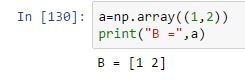 In [130]: a=np.array((1,2))
print("B =",a)
B = [1 2]